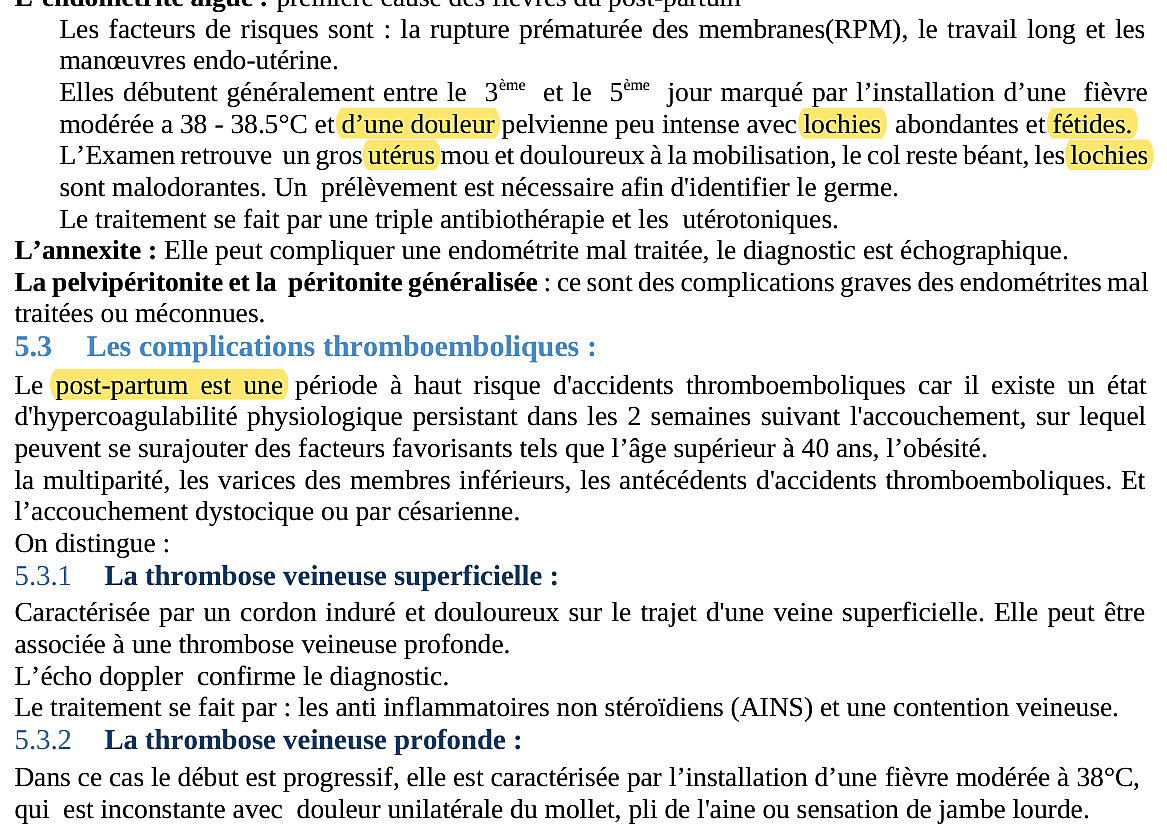 L'endométrite aigue : première cause des fièvres du post-partum
Les facteurs de risques sont : la rupture prématurée des membranes(RPM), le travail long et les
manœuvres endo-utérine.
Elles débutent généralement entre le 3ème et le 5ème jour marqué par l’installation d’une fièvre
modérée a 38 - 38.5°C et d’une douleur pelvienne peu intense avec lochies abondantes et fétides.
L’Examen retrouve un gros utérus mou et douloureux à la mobilisation, le col reste béant, les lochies
sont malodorantes. Un prélèvement est nécessaire afin d'identifier le germe.
Le traitement se fait par une triple antibiothérapie et les utérotoniques.
L’annexite : Elle peut compliquer une endométrite mal traitée, le diagnostic est échographique.
La pelvipéritonite et la péritonite généralisée : ce sont des complications graves des endométrites mal
traitées ou méconnues.
5.3 Les complications thromboemboliques :
Le post-partum est une période à haut risque d'accidents thromboemboliques car il existe un état
d'hypercoagulabilité physiologique persistant dans les 2 semaines suivant l'accouchement, sur lequel
peuvent se surajouter des facteurs favorisants tels que l’âge supérieur à 40 ans, l’obésité.
la multiparité, les varices des membres inférieurs, les antécédents d'accidents thromboemboliques. Et
l’accouchement dystocique ou par césarienne.
On distingue :
5.3.1 La thrombose veineuse superficielle :
Caractérisée par un cordon induré et douloureux sur le trajet d'une veine superficielle. Elle peut être
associée à une thrombose veineuse profonde.
L’écho doppler confirme le diagnostic.
Le traitement se fait par : les anti inflammatoires non stéroïdiens (AINS) et une contention veineuse.
5.3.2 La thrombose veineuse profonde :
Dans ce cas le début est progressif, elle est caractérisée par l’installation d’une fièvre modérée à 38°C,
qui est inconstante avec douleur unilatérale du mollet, pli de l'aine ou sensation de jambe lourde.